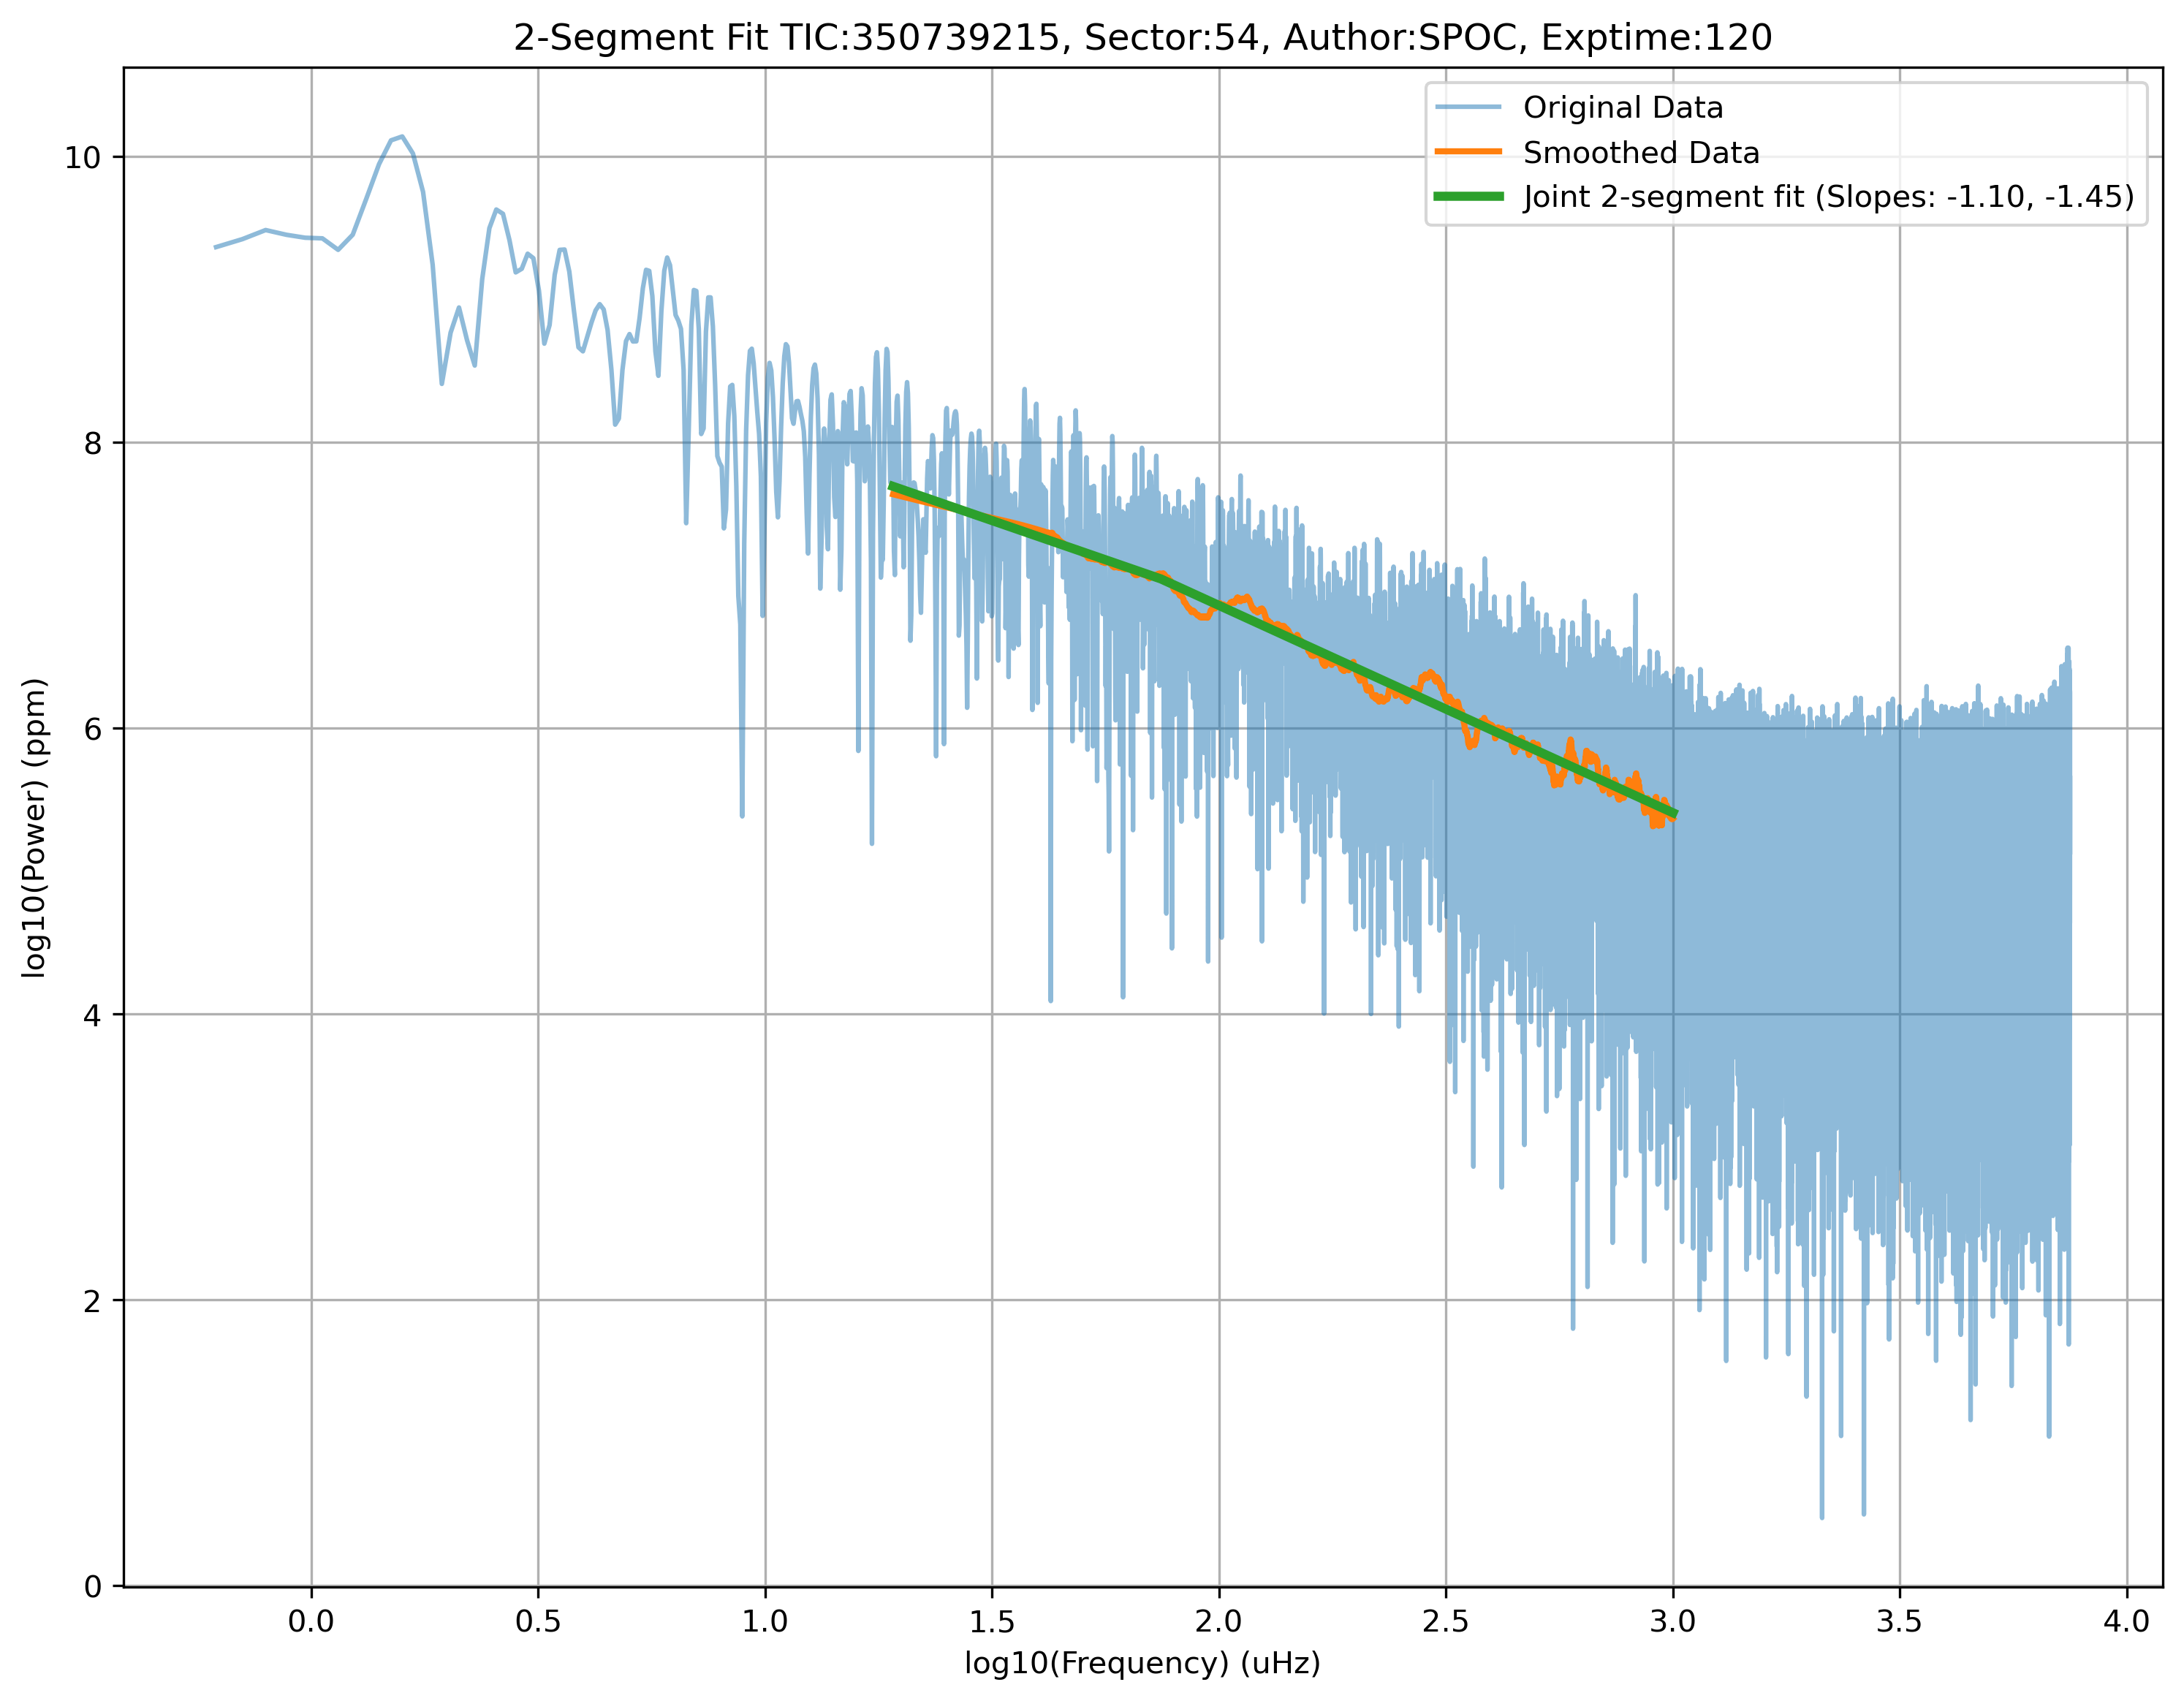 2-Segment Fit TIC:350739215, Sector:54, Author:SPOC, Exptime:120
Original Data
Smoothed Data
Joint 2-segment fit (Slopes: -1.10, -1.45)
log10(Power) (ppm)
10
8
6
4
2
0
0.0 0.5 1.0 1.5 2.0 2.5 3.0 3.5 4.0
log10(Frequency) (uHz)